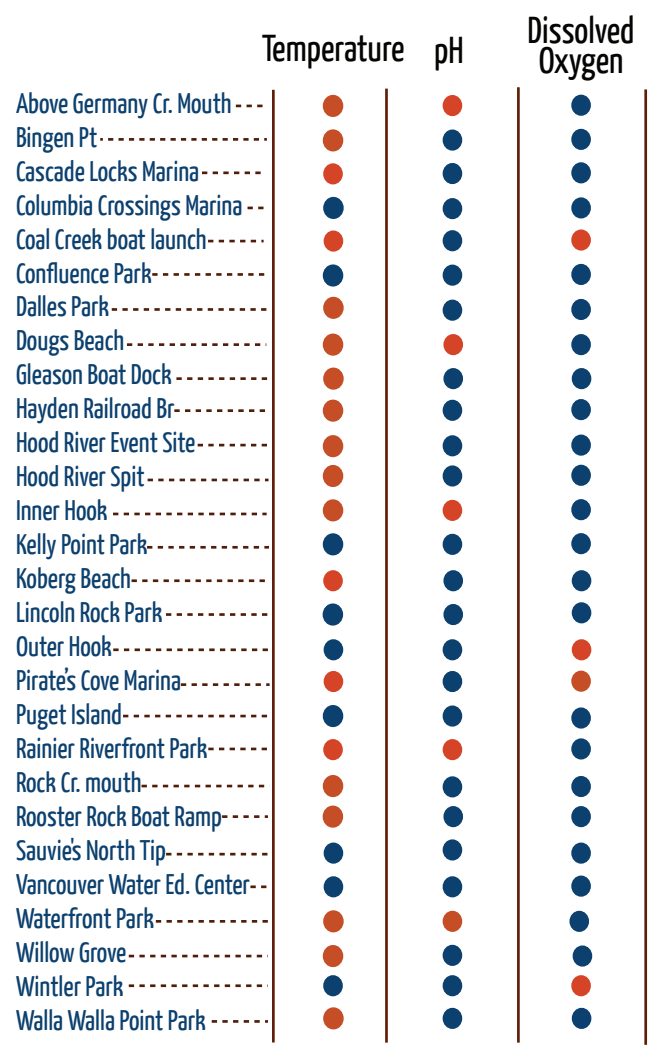 Temperature pH Dissolved
Oxygen
Above Germany Cr. Mouth
Bingen Pt
Cascade Locks Marina
Columbia Crossings Marina
Coal Creek boat launch
Confluence Park
Dalles Park
Dougs Beach
Gleason Boat Dock
Hayden Railroad Br
Hood River Event Site
Hood River Spit
Inner Hook
Kelly Point Park
Koberg Beach
Lincoln Rock Park
Outer Hook
Pirate's Cove Marina
Puget Island
Rainier Riverfront Park
Rock Cr. mouth
Rooster Rock Boat Ramp
Sauvie's North Tip
Vancouver Water Ed. Center
Waterfront Park
Willow Grove
Wintler Park
Walla Walla Point Park